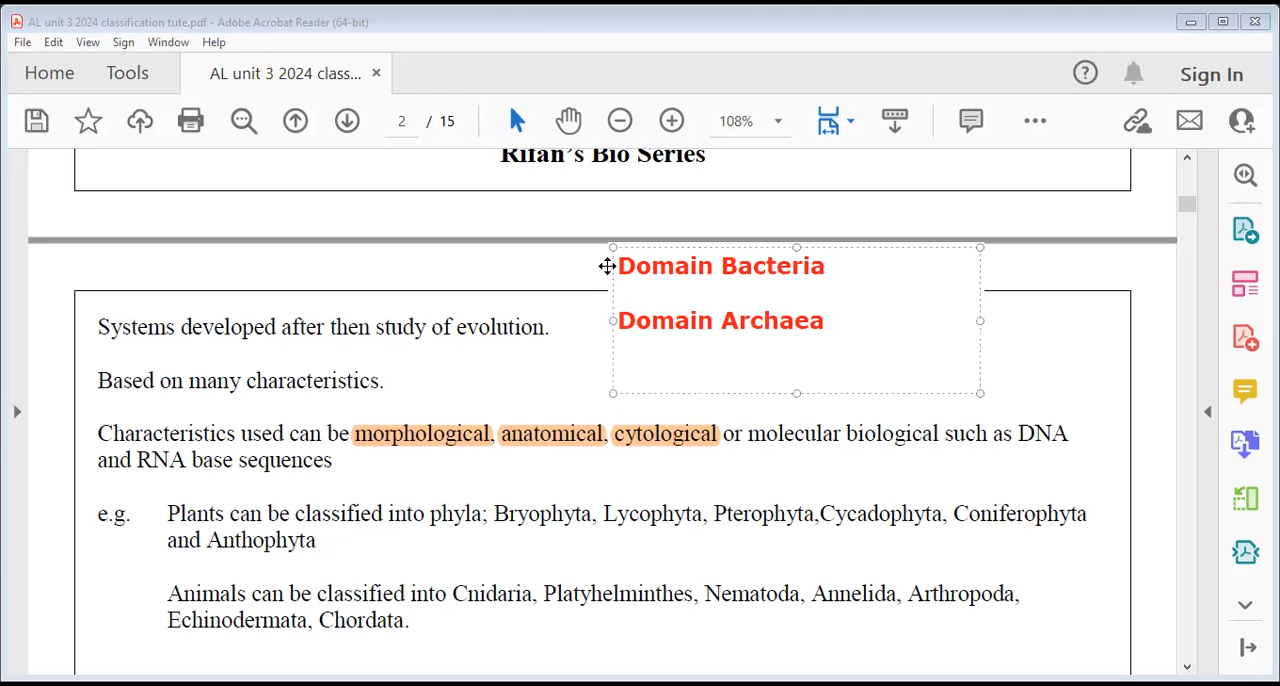 AL unit 3 2024 classification tute.pdf - Adobe Acrobat Reader (64-bit)
File Edit View Sign Window Help
Home Tools AL unit 3 2024 class... × Sign In
2 / 15 108%
Rifan's Bio Series
Domain Bacteria
Domain Archaea
Systems developed after then study of evolution.
Based on many characteristics.
Characteristics used can be morphological, anatomical, cytological or molecular biological such as DNA
and RNA base sequences
e.g. Plants can be classified into phyla; Bryophyta, Lycophyta, Pterophyta,Cycadophyta, Coniferophyta
and Anthophyta
Animals can be classified into Cnidaria, Platyhelminthes, Nematoda, Annelida, Arthropoda,
Echinodermata, Chordata.